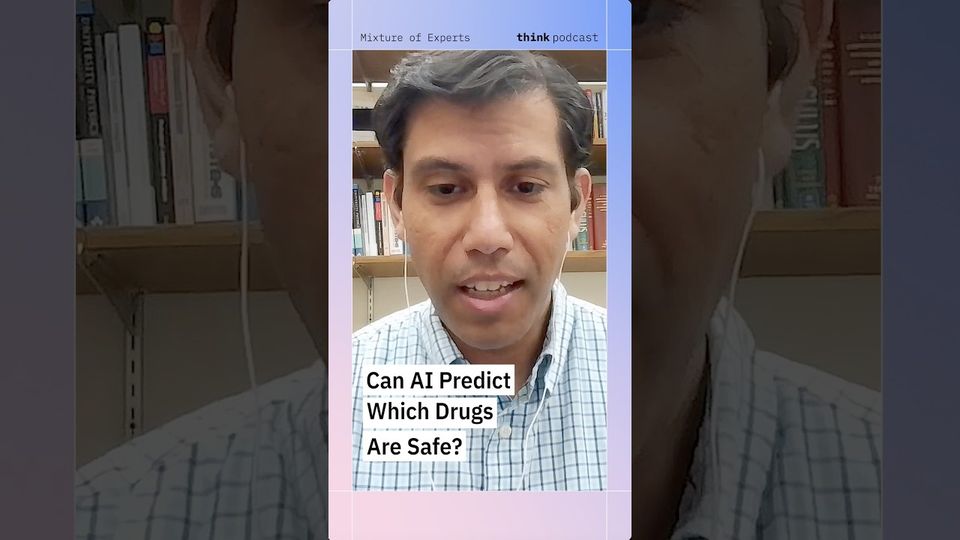 Mixture of Experts
think podcast
Can AI Predict
Which Drugs
Are Safe?